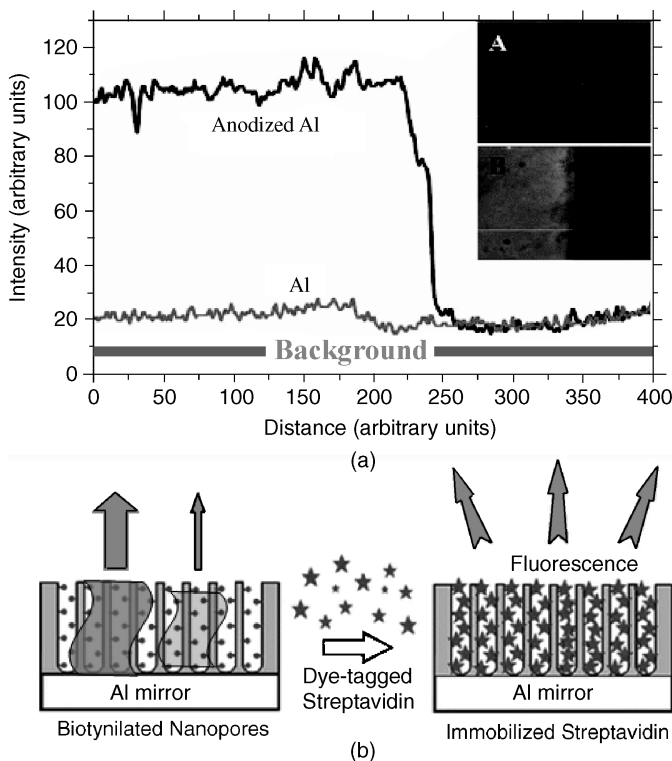 120
100
120
80
60
40
20
0
Intensity (arbitrary units)
Anodized Al
Al
Background
A
B
0 50 100 150 200 250 300 350 400
Distance (arbitrary units)
(a)
Fluorescence
Al mirror
Dye-tagged
Streptavidin
Al mirror
Biotynilated Nanopores
Immobilized Streptavidin
(b)